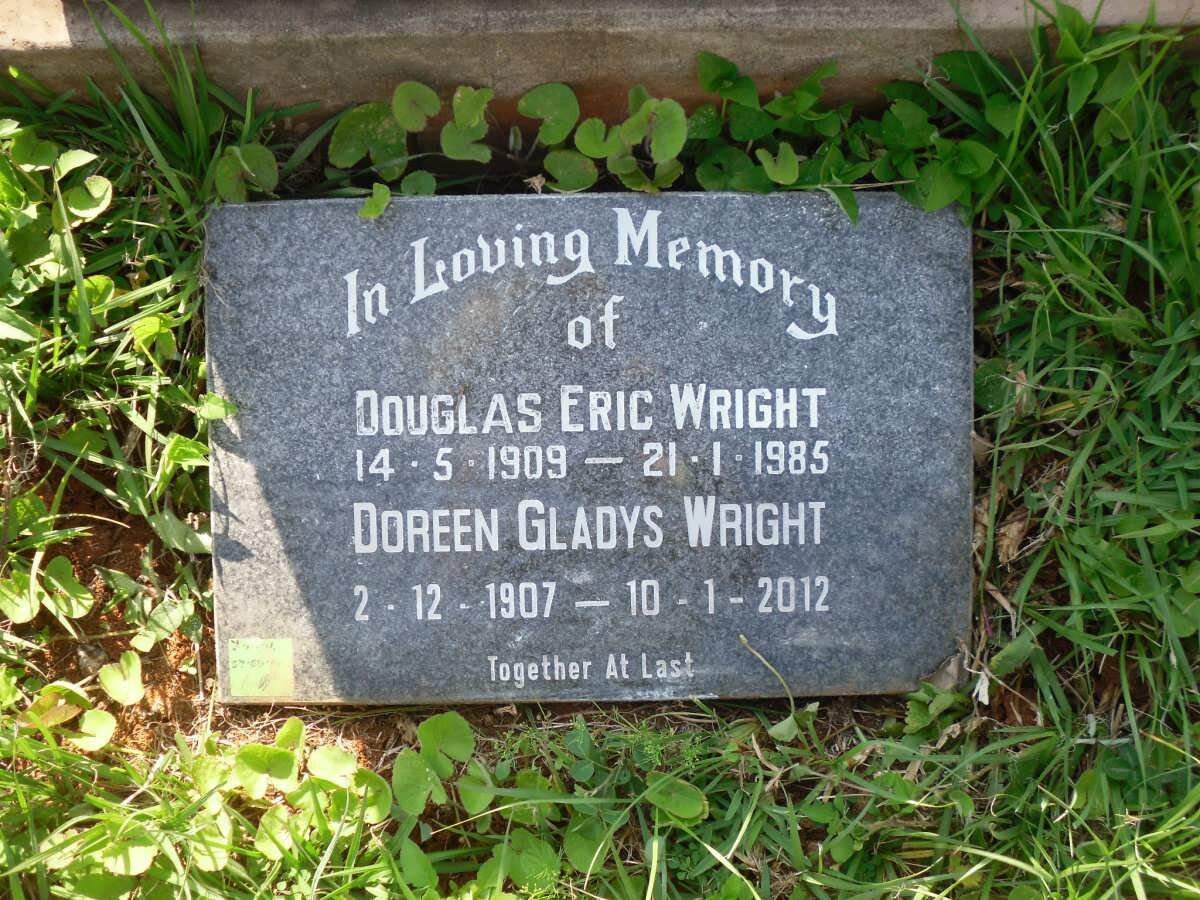 In Loving Memory
of
DOUGLAS ERIC WRIGHT
14 · 5 · 1909 — 21 · 1 · 1985
DOREEN GLADYS WRIGHT
2 - 12 - 1907 — 10 - 1 - 2012
Together At Last